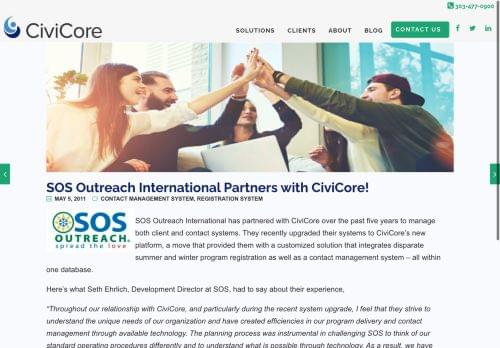 303-477-0900
CiviCore
SOLUTIONS CLIENTS ABOUT BLOG CONTACT US
SOS Outreach International Partners with CiviCore!
MAY 5, 2011 CONTACT MANAGEMENT SYSTEM, REGISTRATION SYSTEM
SOS
OUTREACH
spread the love
SOS Outreach International has partnered with CiviCore over the past five years to manage
both client and contact systems. They recently upgraded their systems to CiviCore's new
platform, a move that provided them with a customized solution that integrates disparate
summer and winter program registration as well as a contact management system – all within
one database.
Here's what Seth Ehrlich, Development Director at SOS, had to say about their experience,
"Throughout our relationship with CiviCore, and particularly during the recent system upgrade, I feel that they strive to
understand the unique needs of our organization and have created efficiencies in our program delivery and contact
management through available technology. The planning process was instrumental in challenging SOS to think of our
standard operating procedures differently and to understand what is possible through technology. As a result, we have